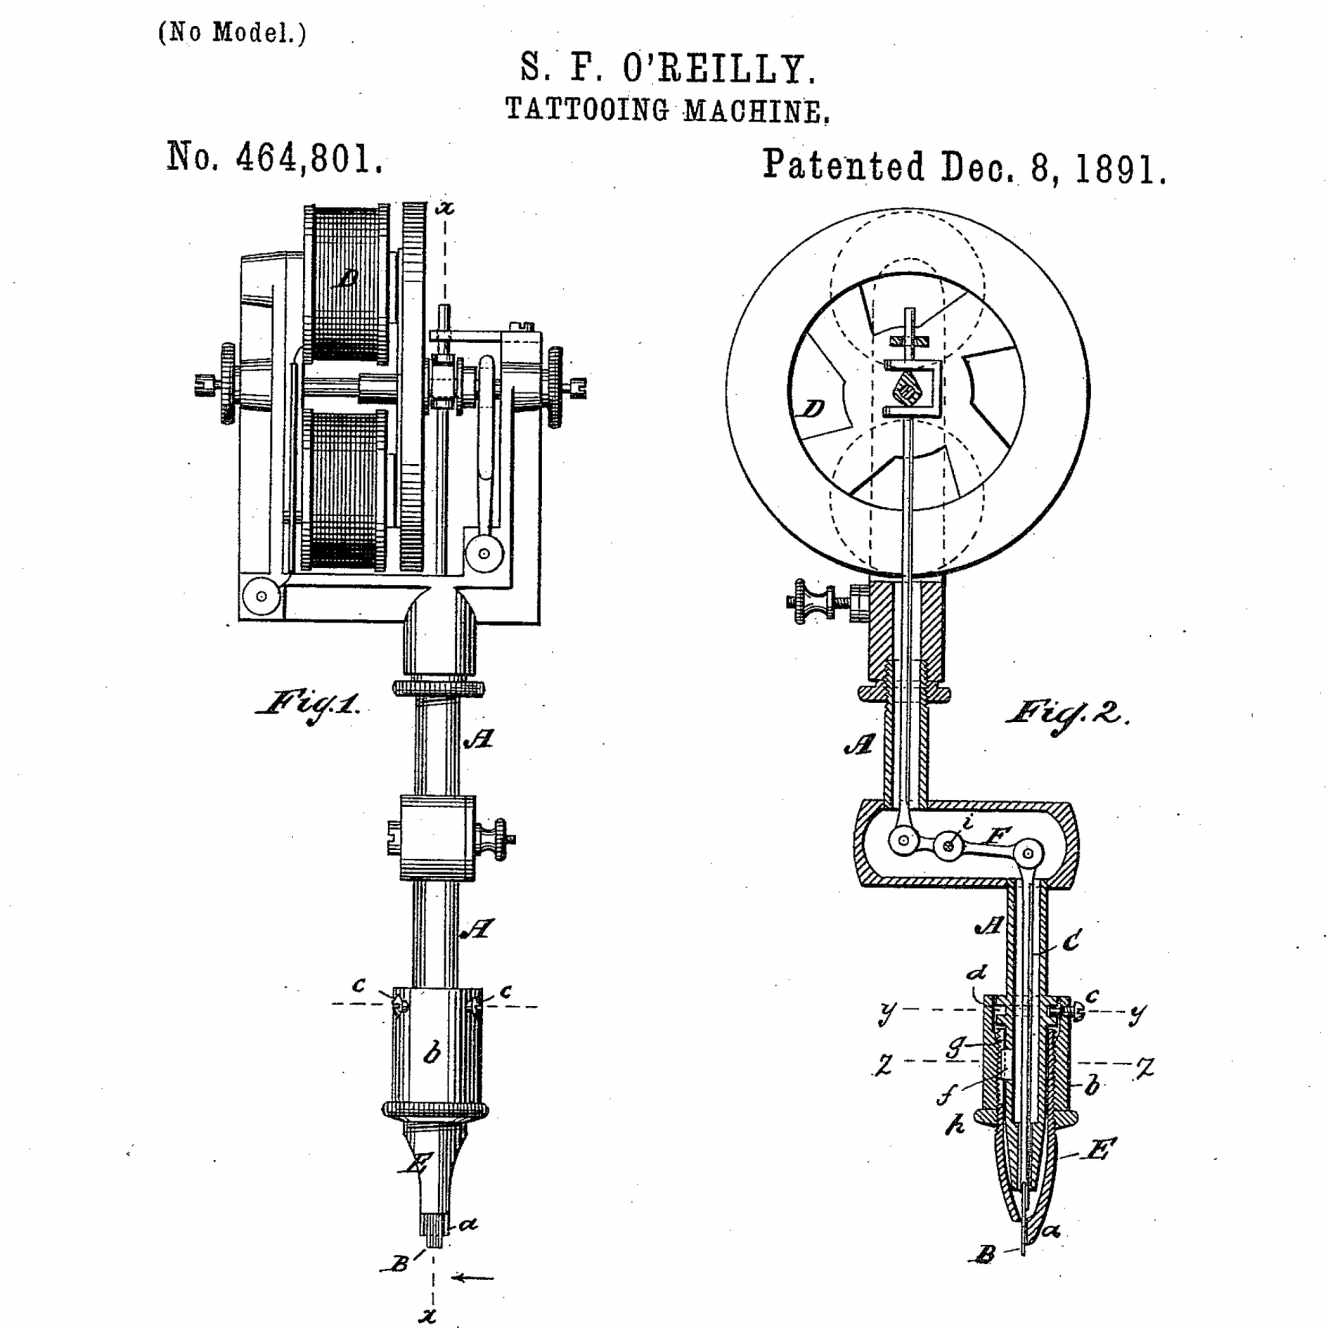 (No Model.)
S. F. O'REILLY.
TATTOOING MACHINE.
No. 464,801.
Patented Dec. 8, 1891.
x
D
D
Fig. 1.
Fig. 2.
A
A
i
F
A
A
C
c
c
d
c
y
y
b
g
z
z
f
b
h
E
E
a
a
B
B
x